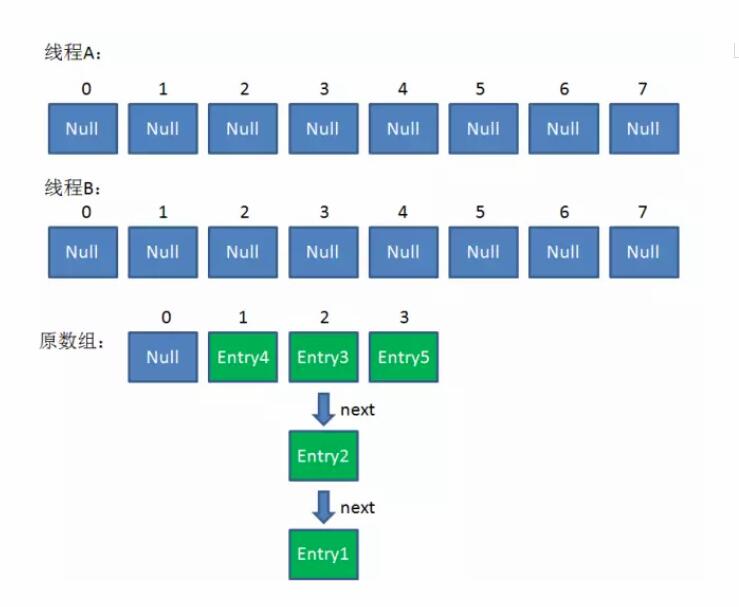 线程A：
0 1 2 3 4 5 6 7
Null Null Null Null Null Null Null Null
线程B：
0 1 2 3 4 5 6 7
Null Null Null Null Null Null Null Null
0 1 2 3
原数组： Null Entry4 Entry3 Entry5
next
Entry2
next
Entry1